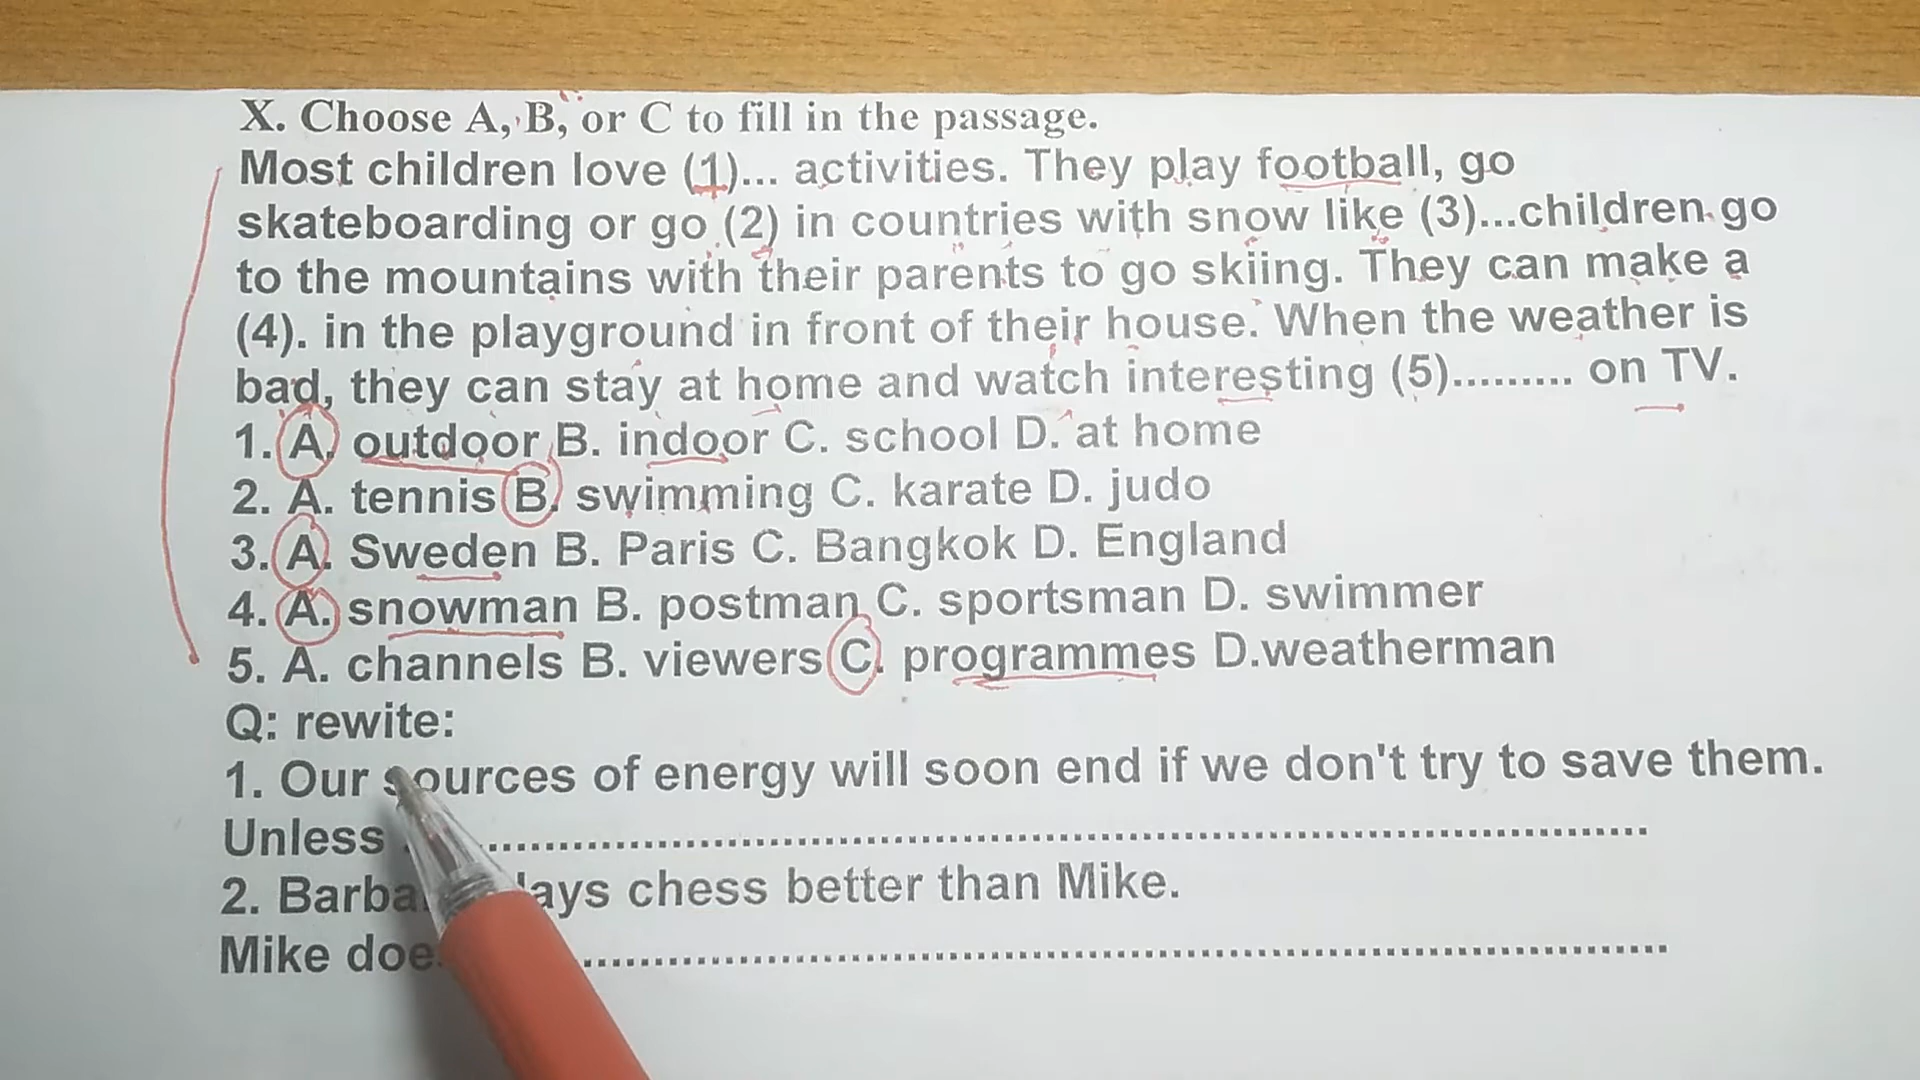 X. Choose A, B, or C to fill in the passage.
Most children love (1)... activities. They play football, go
skateboarding or go (2) in countries with snow like (3)...children go
to the mountains with their parents to go skiing. They can make a
(4). in the playground in front of their house. When the weather is
bad, they can stay at home and watch interesting (5)......... on TV.
1. A. outdoor B. indoor C. school D. at home
2. A. tennis B. swimming C. karate D. judo
3. A. Sweden B. Paris C. Bangkok D. England
4. A. snowman B. postman C. sportsman D. swimmer
5. A. channels B. viewers C. programmes D.weatherman
Q: rewite:
1. Our sources of energy will soon end if we don't try to save them.
Unless ................................................................................
2. chess better than Mike.
Mike ................................................................................